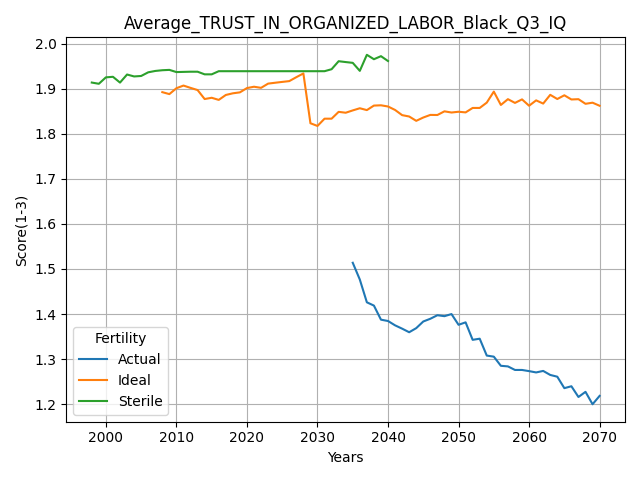 Average_TRUST_IN_ORGANIZED_LABOR_Black_Q3_IQ
Score(1-3)
2.0
1.9
1.8
1.7
1.6
1.5
1.4
1.3
1.2
Fertility
Actual
Ideal
Sterile
2000 2010 2020 2030 2040 2050 2060 2070
Years